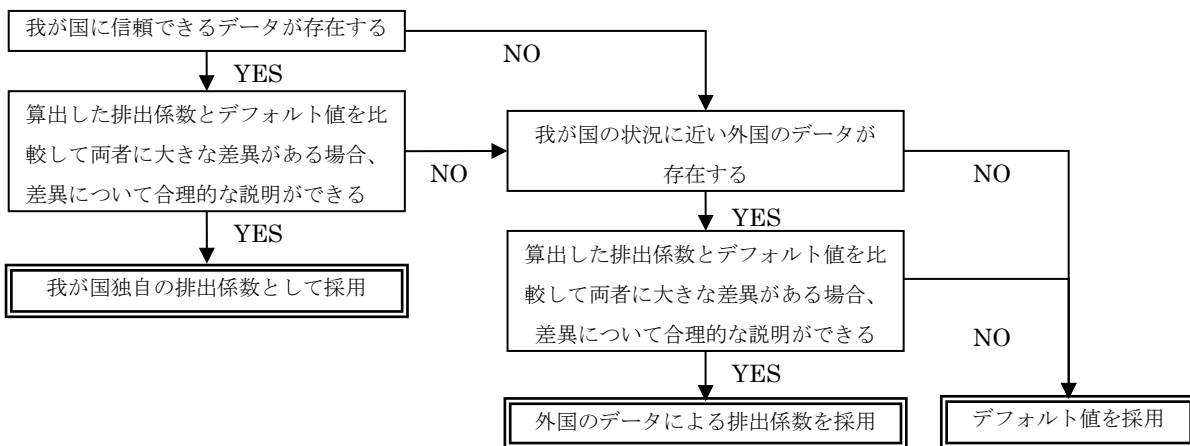 我が国に信頼できるデータが存在する
NO
YES
算出した排出係数とデフォルト値を比
較して両者に大きな差異がある場合、
差異について合理的な説明ができる
NO
我が国の状況に近い外国のデータが
存在する
NO
YES
YES
我が国独自の排出係数として採用
算出した排出係数とデフォルト値を比
較して両者に大きな差異がある場合、
差異について合理的な説明ができる
NO
YES
外国のデータによる排出係数を採用
デフォルト値を採用